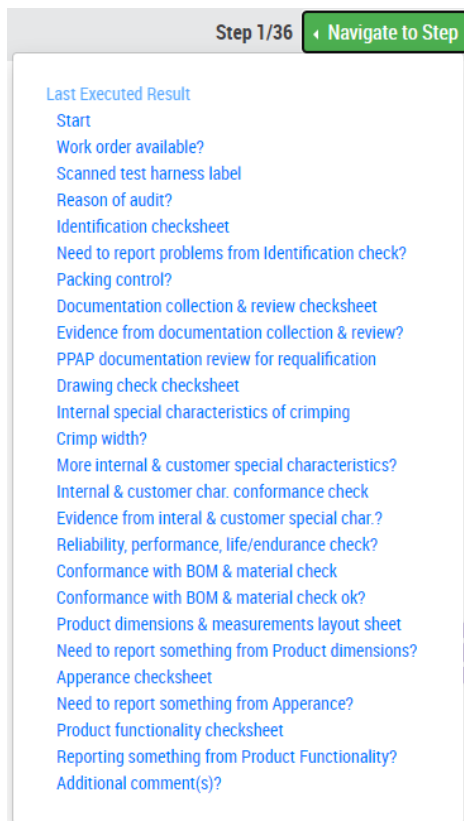 Step 1/36 Navigate to Step
Last Executed Result
Start
Work order available?
Scanned test harness label
Reason of audit?
Identification checksheet
Need to report problems from Identification check?
Packing control?
Documentation collection & review checksheet
Evidence from documentation collection & review?
PPAP documentation review for requalification
Drawing check checksheet
Internal special characteristics of crimping
Crimp width?
More internal & customer special characteristics?
Internal & customer char. conformance check
Evidence from interal & customer special char.?
Reliability, performance, life/endurance check?
Conformance with BOM & material check
Conformance with BOM & material check ok?
Product dimensions & measurements layout sheet
Need to report something from Product dimensions?
Apperance checksheet
Need to report something from Apperance?
Product functionality checksheet
Reporting something from Product Functionality?
Additional comment(s)?